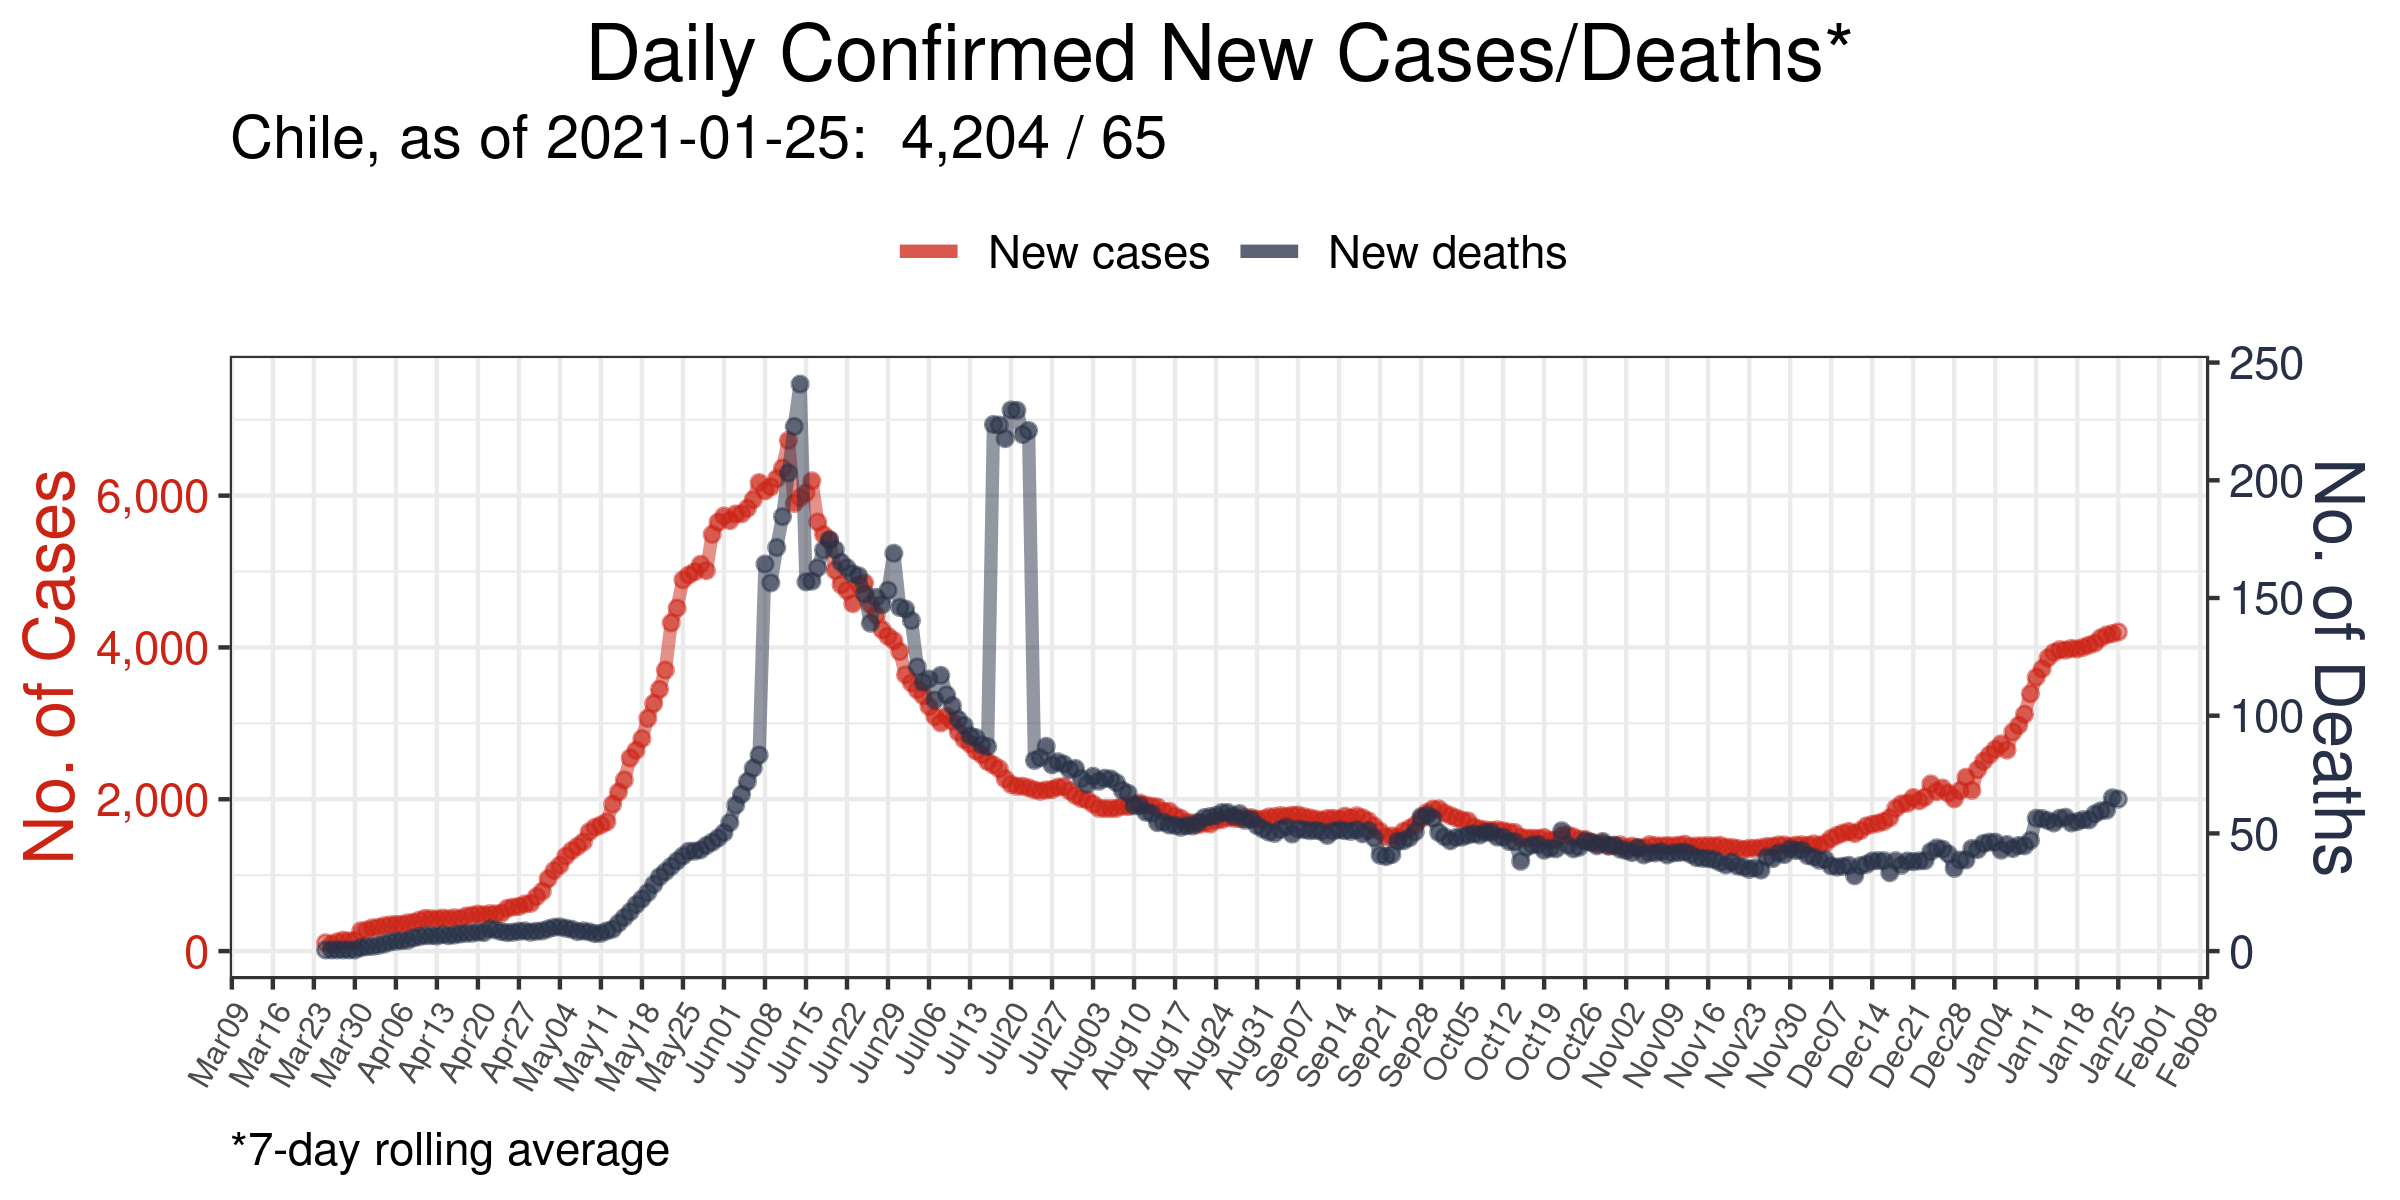 Daily Confirmed New Cases/Deaths*
Chile, as of 2021-01-25:  4,204 / 65
New cases
New deaths
No. of Cases
6,000
4,000
2,000
0
250
200
150
100
50
0
No. of Deaths
Mar09
Mar16
Mar23
Mar30
Apr06
Apr13
Apr20
Apr27
May04
May11
May18
May25
Jun01
Jun08
Jun15
Jun22
Jun29
Jul06
Jul13
Jul20
Jul27
Aug03
Aug10
Aug17
Aug24
Aug31
Sep07
Sep14
Sep21
Sep28
Oct05
Oct12
Oct19
Oct26
Nov02
Nov09
Nov16
Nov23
Nov30
Dec07
Dec14
Dec21
Dec28
Jan04
Jan11
Jan18
Jan25
Feb01
Feb08
*7-day rolling average